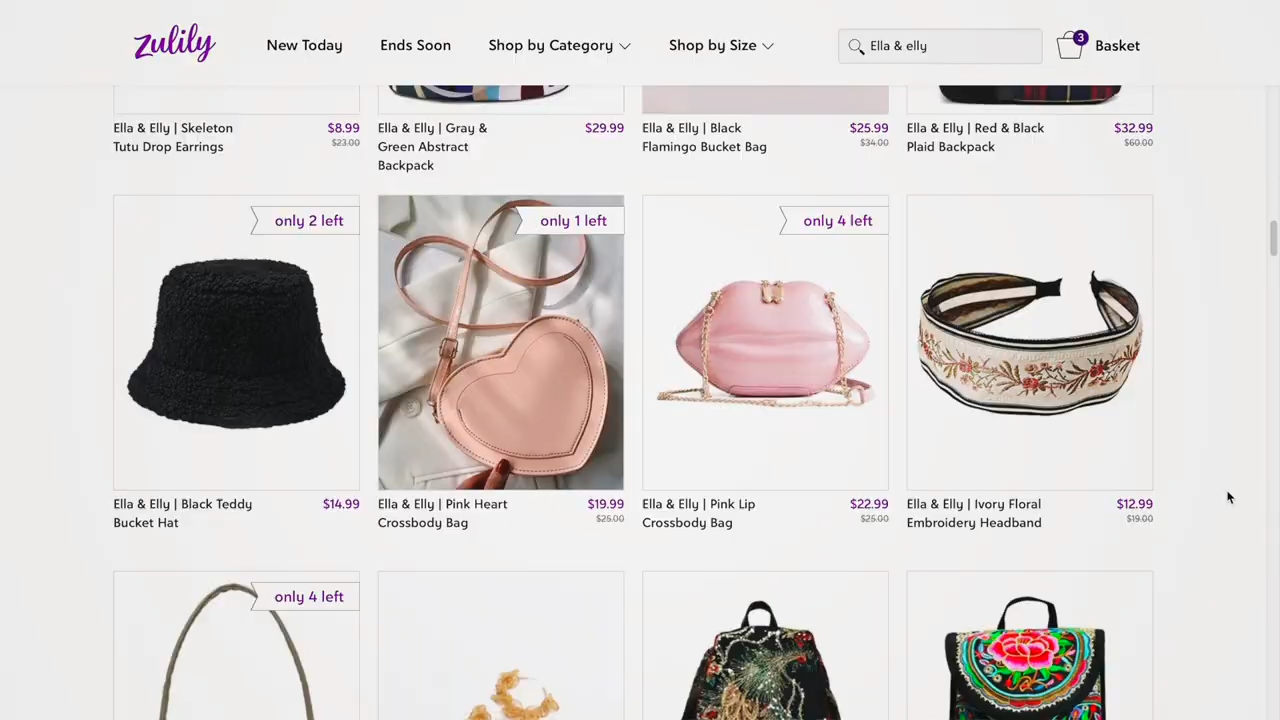 zulily
New Today
Ends Soon
Shop by Category
Shop by Size
Ella & elly
3
Basket
Ella & Elly | Skeleton
Tutu Drop Earrings
$8.99
$23.00
Ella & Elly | Gray &
Green Abstract
Backpack
$29.99
Ella & Elly | Black
Flamingo Bucket Bag
$25.99
$34.00
Ella & Elly | Red & Black
Plaid Backpack
$32.99
$60.00
only 2 left
only 1 left
only 4 left
Ella & Elly | Black Teddy
Bucket Hat
$14.99
Ella & Elly | Pink Heart
Crossbody Bag
$19.99
$25.00
Ella & Elly | Pink Lip
Crossbody Bag
$22.99
$25.00
Ella & Elly | Ivory Floral
Embroidery Headband
$12.99
$19.00
only 4 left